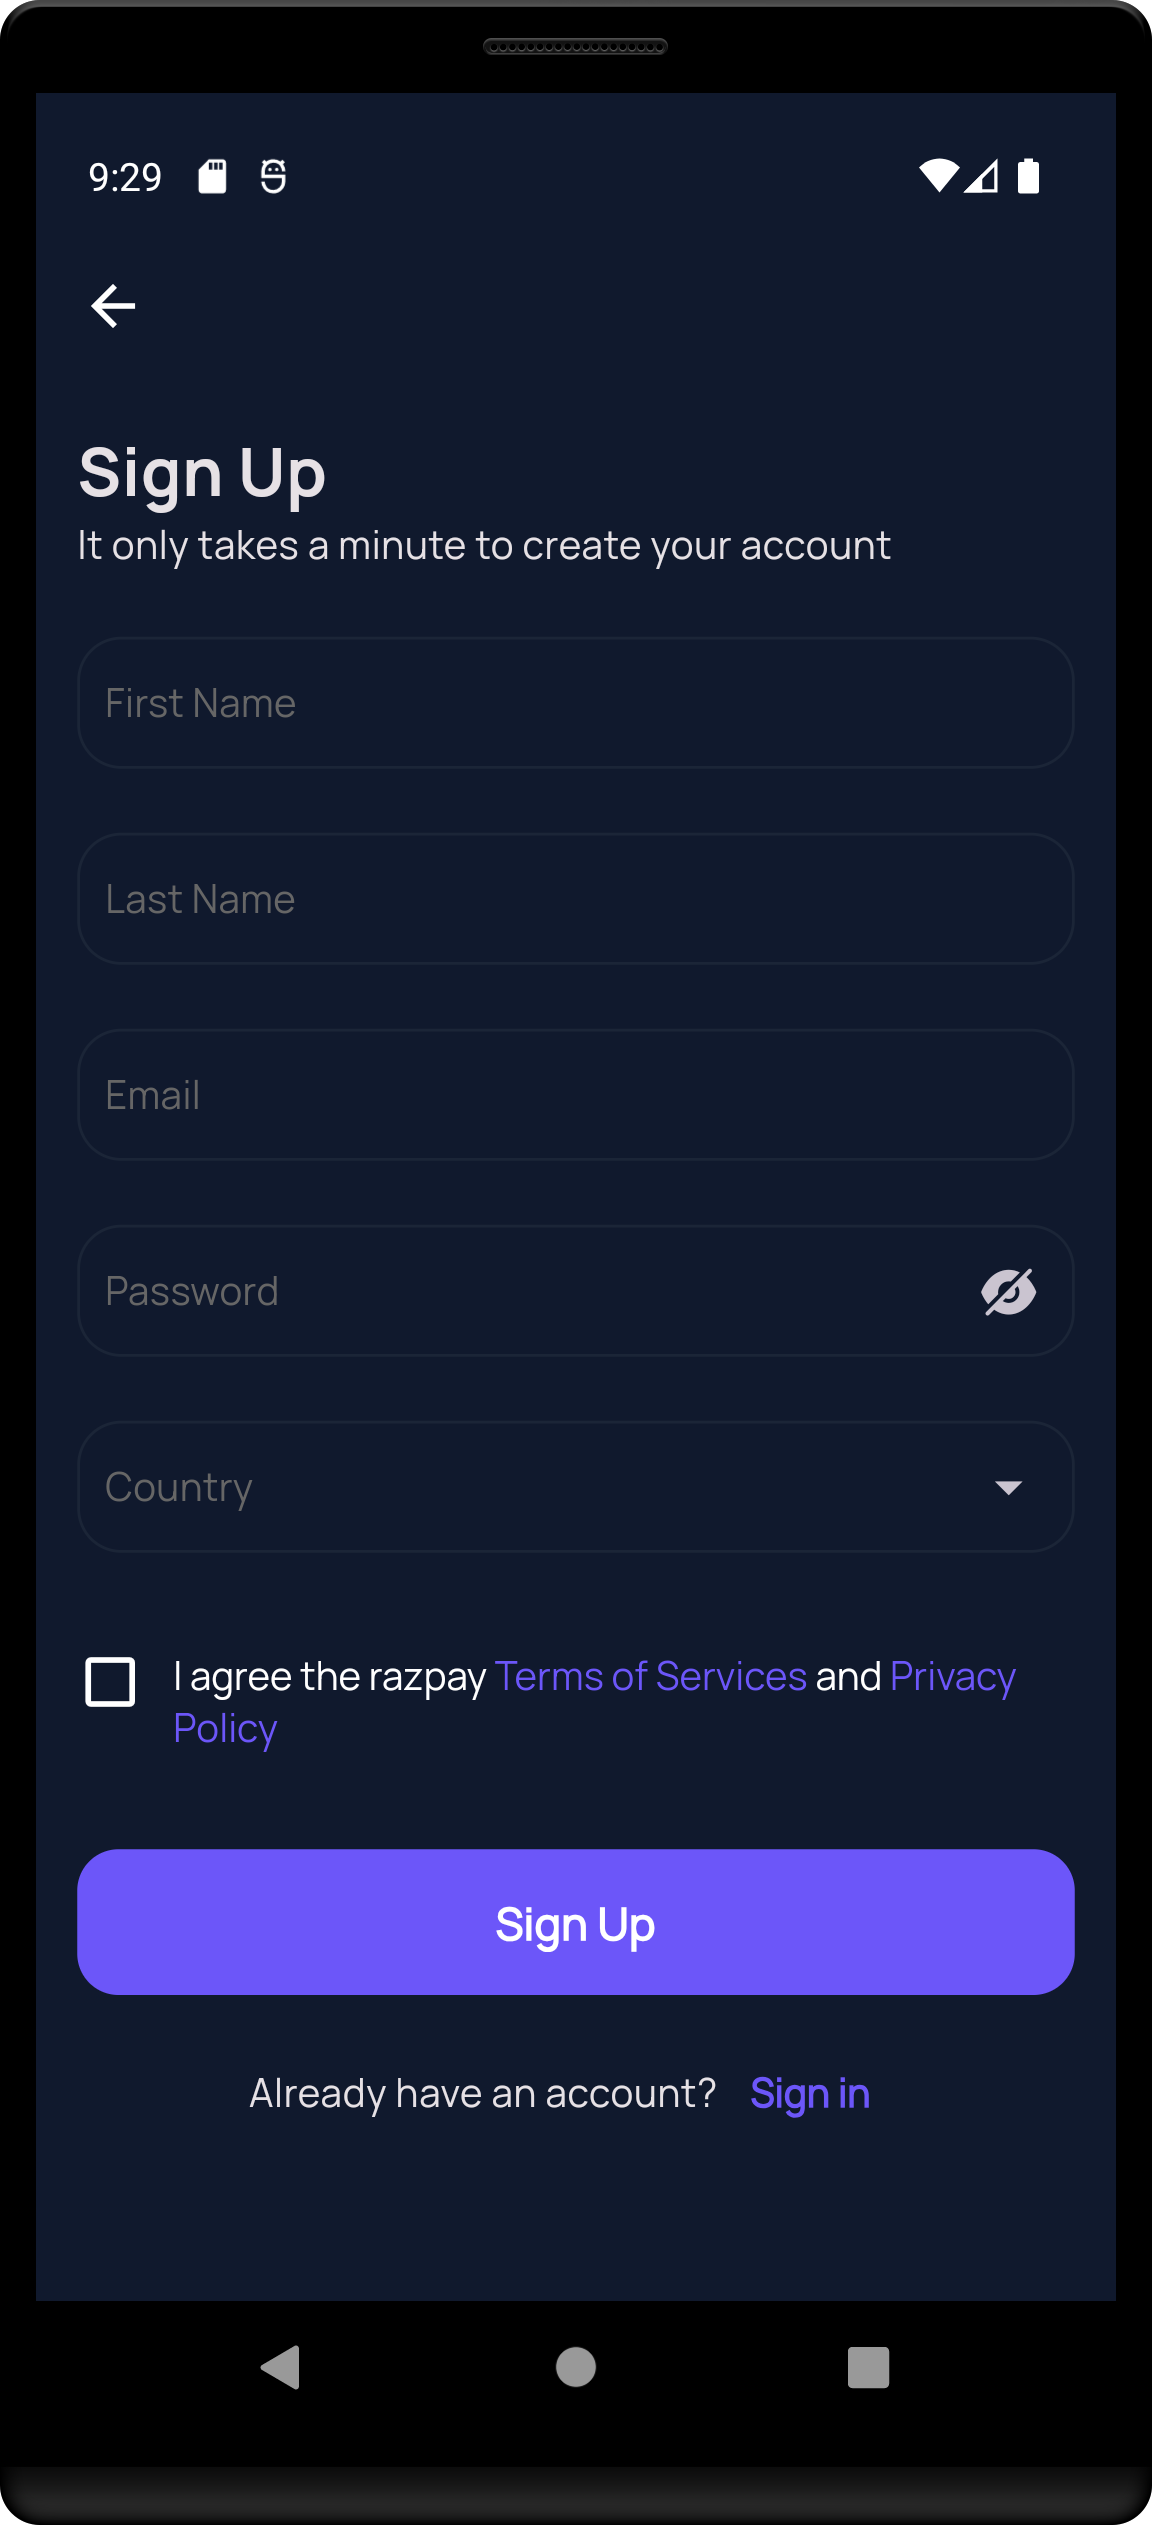 9:29
Sign Up
It only takes a minute to create your account
First Name
Last Name
Email
Password
Country
I agree the razpay Terms of Services and Privacy
Policy
Sign Up
Already have an account? Sign in